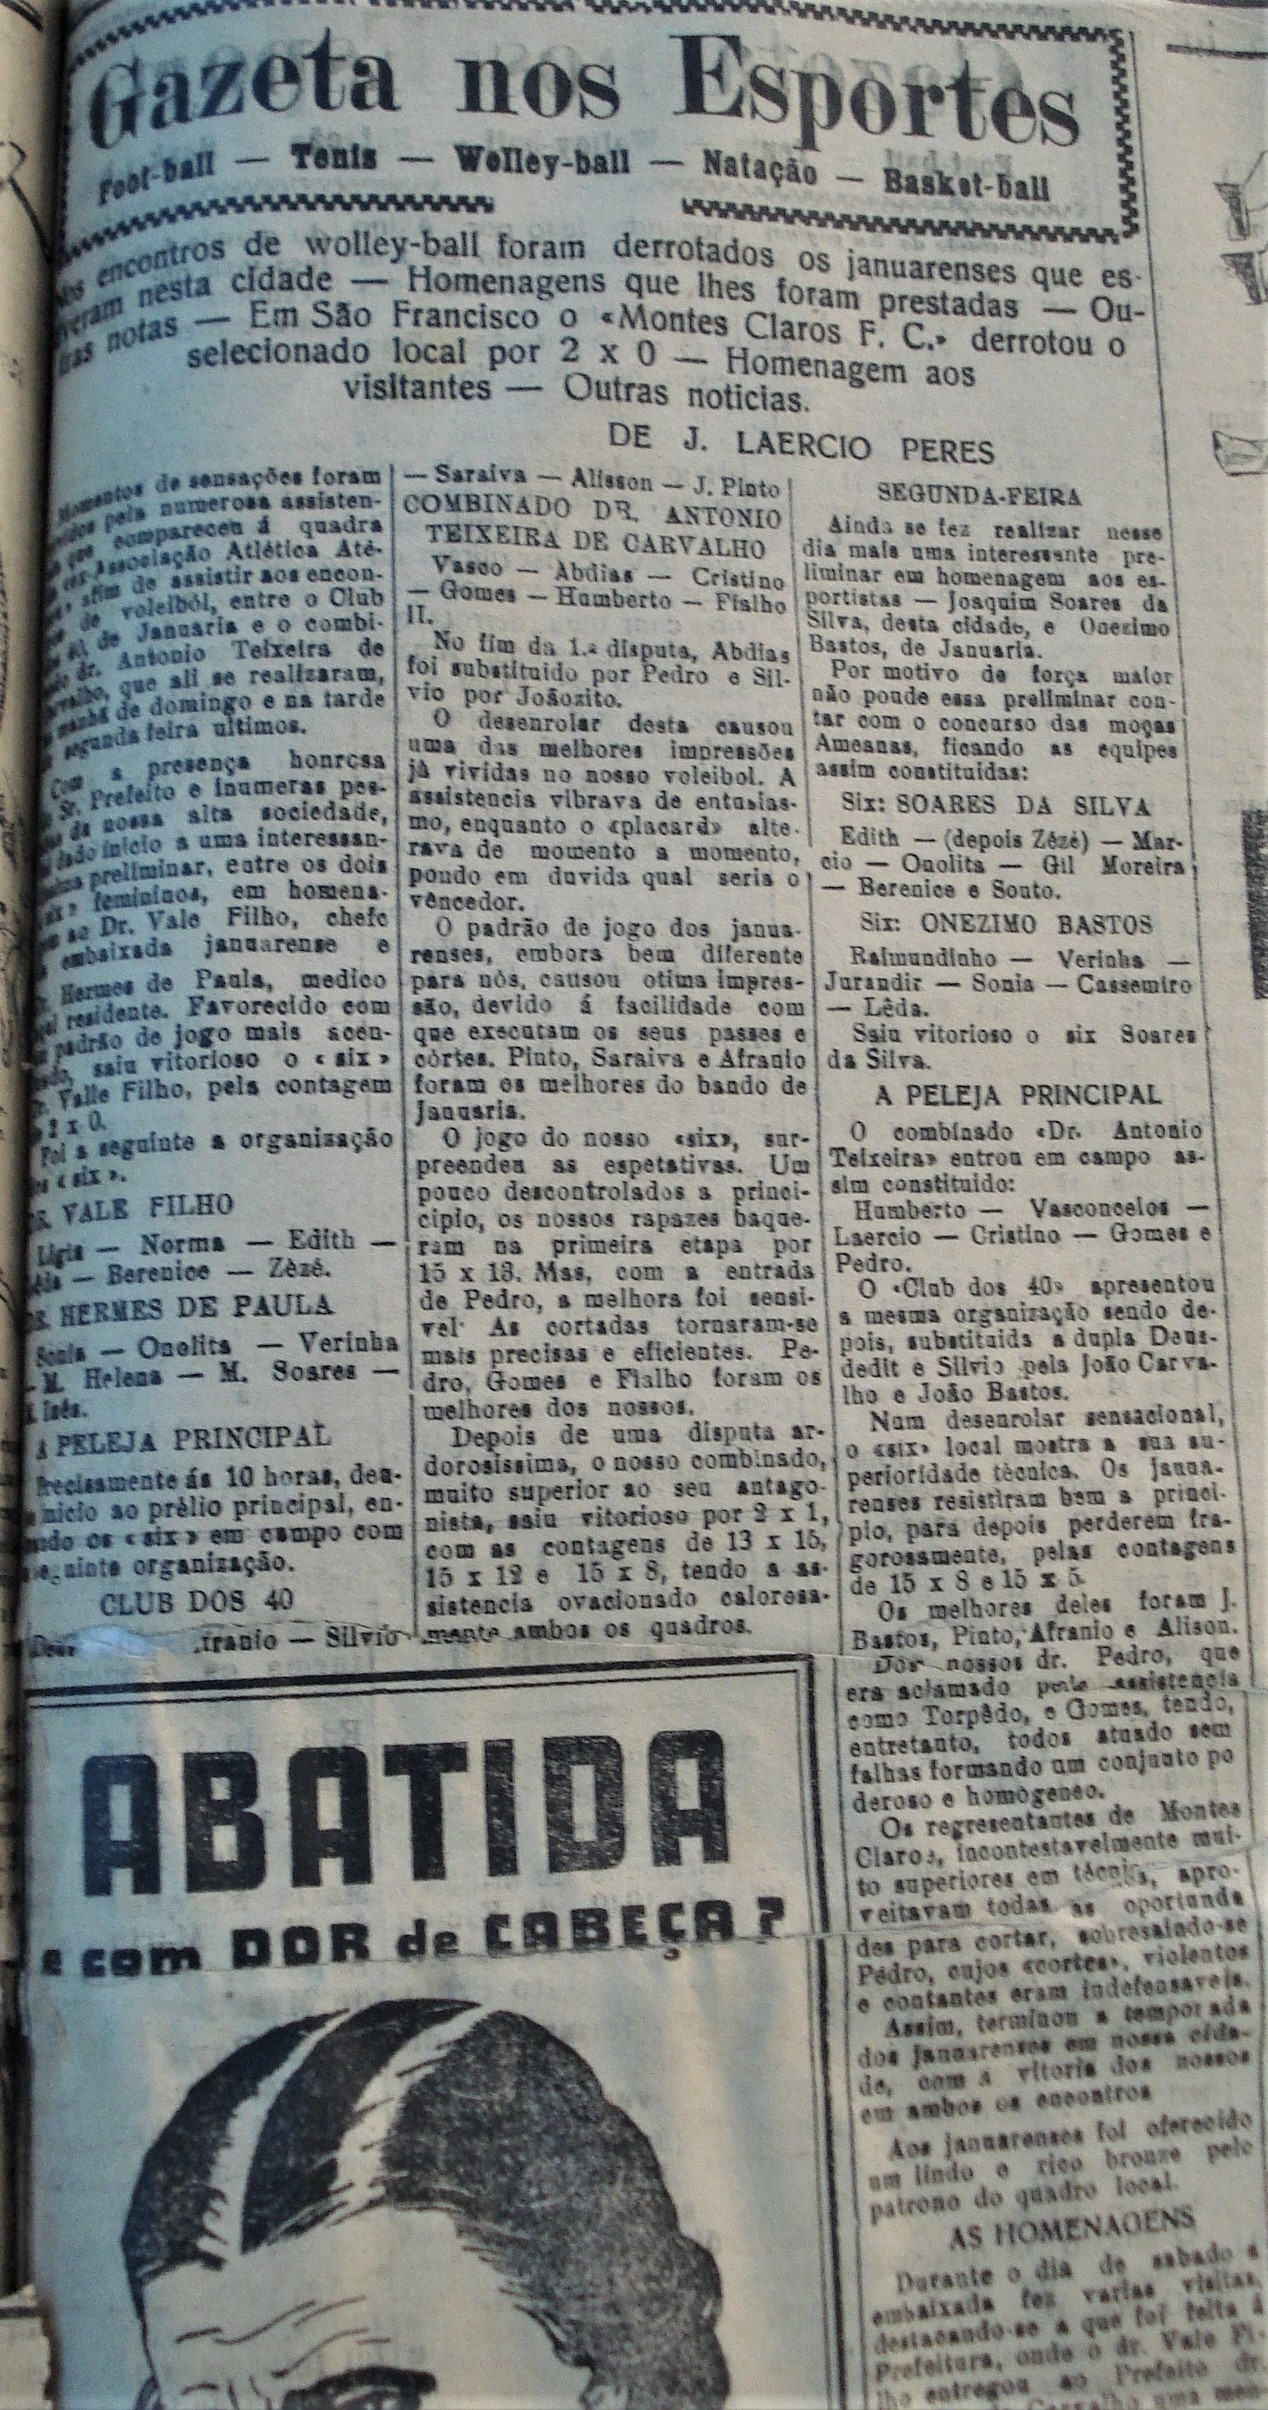 Gazeta nos Esportes
Foot-ball — Tenis — Wolley-ball — Natação — Basket-ball
encontros de wolley-ball foram derrotados os januarenses que es-
veram nesta cidade — Homenagens que lhes foram prestadas — Ou-
tras notas — Em São Francisco o «Montes Claros F. C.» derrotou o
selecionado local por 2 x 0 — Homenagem aos
visitantes — Outras noticias.
DE J. LAERCIO PERES
Momentos de sensações foram
pela numerosa assisten-
que compareceu á quadra
Associação Atlética Até-
afim de assistir aos encon-
de voleiból, entre o Club
40, de Januaria e o combi-
dr. Antonio Teixeira de
que ali se realizaram,
manhã de domingo e na tarde
segunda feira ultimos.
Com a presença honrosa
Sr. Prefeito e inumeras pes-
da nossa alta sociedade,
dado inicio a uma interessan-
preliminar, entre os dois
femininos, em homena-
ao Dr. Vale Filho, chefe
embaixada januarense e
Hermes de Paula, medico
residente. Favorecido com
padrão de jogo mais acen-
saiu vitorioso o «six»
Valle Filho, pela contagem
2 x 0.
Foi a seguinte a organização
«six».
VALE FILHO
Ligia — Norma — Edith —
— Berenice — Zézé.
HERMES DE PAULA
Sonia — Onolita — Verinha
— M. Helena — M. Soares —
Inês.
A PELEJA PRINCIPAL
Precisamente ás 10 horas, deu-
inicio ao prélio principal, en-
os «six» em campo com
organização.
CLUB DOS 40
Afranio — Silvio
— Saraiva — Alisson — J. Pinto
COMBINADO DR. ANTONIO
TEIXEIRA DE CARVALHO
Vasco — Abdias — Cristino
— Gomes — Humberto — Fialho
II.
No fim da 1.a disputa, Abdias
foi substituido por Pedro e Sil-
vio por Joãozito.
O desenrolar desta causou
uma das melhores impressões
já vividas no nosso voleibol. A
assistencia vibrava de entusias-
mo, enquanto o «placard» alte-
rava de momento a momento,
pondo em duvida qual seria o
vêncedor.
O padrão de jogo dos janua-
renses, embora bem diferente
para nós, causou otima impres-
são, devido á facilidade com
que executam os seus passes e
córtes. Pinto, Saraiva e Afranio
foram os melhores do bando de
Januaria.
O jogo do nosso «six», sur-
preendeu as espetativas. Um
pouco descontrolados a princi-
cipio, os nossos rapazes baque-
ram na primeira etapa por
15 x 13. Mas, com a entrada
de Pedro, a melhora foi sensi-
vel. As cortadas tornaram-se
mais precisas e eficientes. Pe-
dro, Gomes e Fialho foram os
melhores dos nossos.
Depois de uma disputa ar-
dorosissima, o nosso combinado,
muito superior ao seu antago-
nista, saiu vitorioso por 2 x 1,
com as contagens de 13 x 15,
15 x 12 e 15 x 8, tendo a as-
sistencia ovacionado calorosa-
mente ambos os quadros.
SEGUNDA-FEIRA
Ainda se fez realizar nesse
dia mais uma interessante pre-
liminar em homenagem aos es-
portistas — Joaquim Soares da
Silva, desta cidade, e Onezimo
Bastos, de Januaria.
Por motivo de força maior
não poude essa preliminar con-
tar com o concurso das moças
Ameanas, ficando as equipes
assim constituidas:
Six: SOARES DA SILVA
Edith — (depois Zézé) — Mar-
cio — Onolita — Gil Moreira
— Berenice e Souto.
Six: ONEZIMO BASTOS
Raimundinho — Verinha —
Jurandir — Sonia — Cassemiro
— Lêda.
Saiu vitorioso o six Soares
da Silva.
A PELEJA PRINCIPAL
O combinado «Dr. Antonio
Teixeira» entrou em campo as-
sim constituido:
Humberto — Vasconcelos —
Laercio — Cristino — Gomes e
Pedro.
O «Club dos 40» apresentou
a mesma organização sendo de-
pois, substituida a dupla Deus-
dedit e Silvio pela João Carva-
lho e João Bastos.
Num desenrolar sensacional,
o «six» local mostra a sua su-
perioridade técnica. Os janua-
renses resistiram bem a princi-
pio, para depois perderem fra-
gorosamente, pelas contagens
de 15 x 8 e 15 x 5.
Os melhores deles foram J.
Bastos, Pinto, Afranio e Alison.
Dos nossos dr. Pedro, que
era aclamado pela assistencia
como Torpêdo, e Gomes, tendo,
entretanto, todos atuado sem
falhas formando um conjunto po
deroso e homogeneo.
Os regresentantes de Montes
Claros, incontestavelmente mui-
to superiores em técnica, apro-
veitavam todas as oportunida
des para cortar, sobresaindo-se
Pedro, cujos «cortes», violentos
e contantes eram indefensaveis.
Assim, terminou a temporada
dos januarenses em nossa cida-
de, com a vitoria dos nossos
em ambos os encontros
Aos januarenses foi oferecido
um lindo e rico bronze pelo
patrono do quadro local.
AS HOMENAGENS
Durante o dia de sabado a
embaixada fez varias visitas,
destacando-se a que foi feita á
Prefeitura, onde o dr. Vale Fi-
lho entregou ao Prefeito dr.
Carvalho uma men-
ABATIDA
e com DOR de CABEÇA?